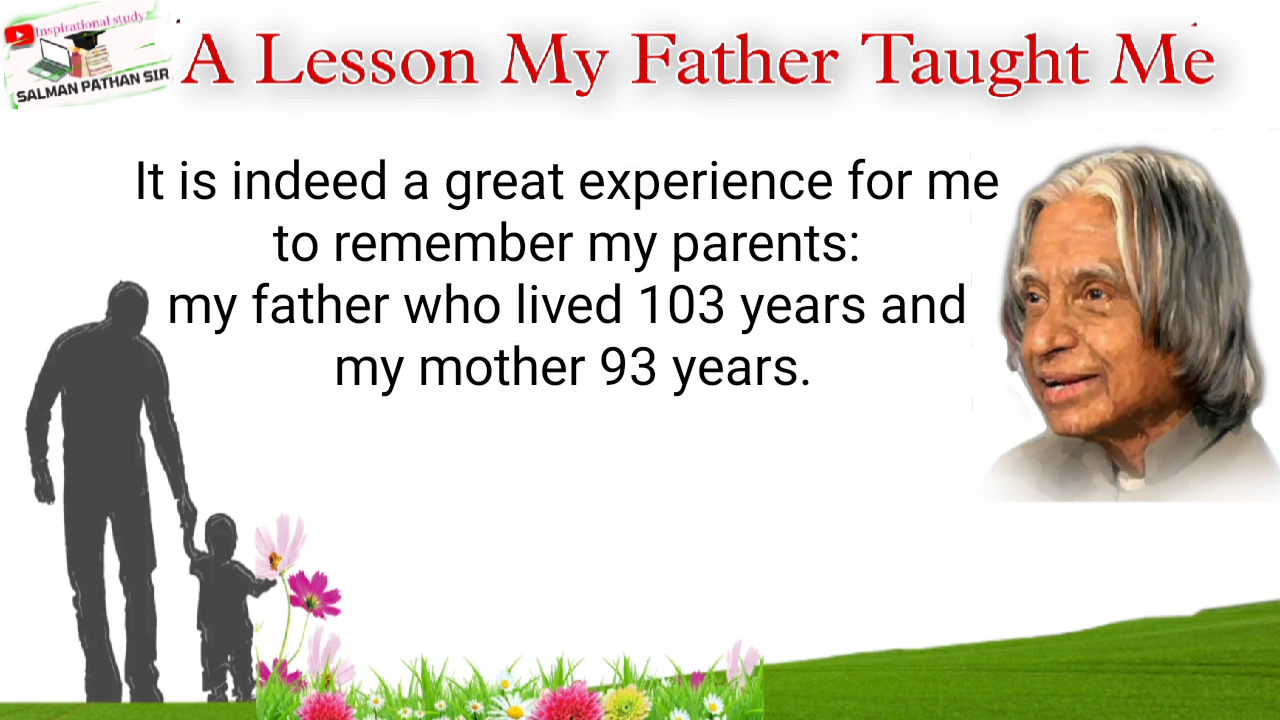 Inspirational study
SALMAN PATHAN SIR
A Lesson My Father Taught Me
It is indeed a great experience for me
to remember my parents:
my father who lived 103 years and
my mother 93 years.